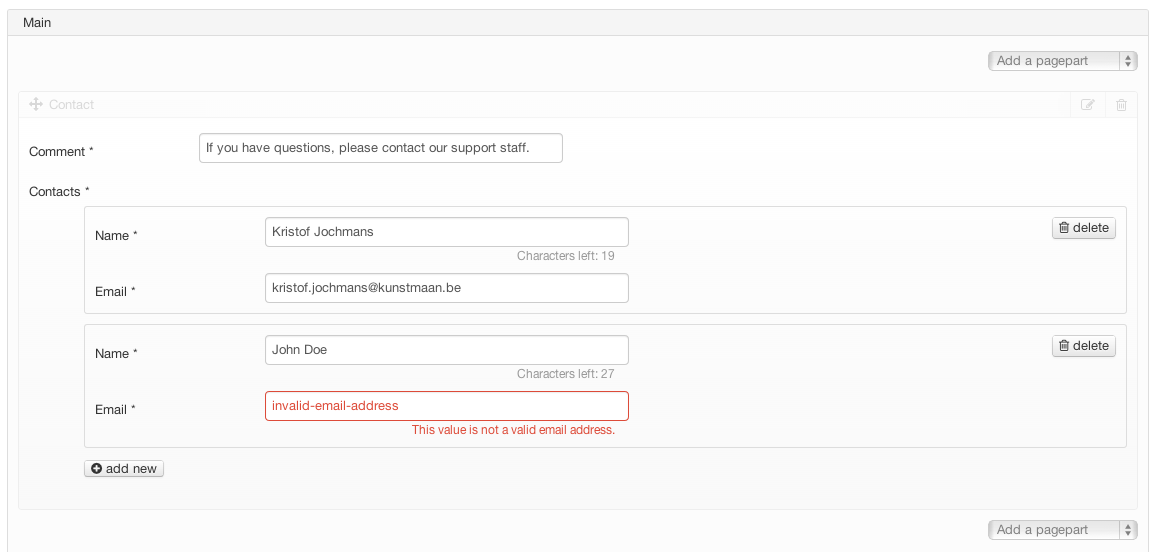 Main
Add a pagepart
Contact
Comment * If you have questions, please contact our support staff.
Contacts *
Name * Kristof Jochmans delete
Characters left: 19
Email * kristof.jochmans@kunstmaan.be
Name * John Doe delete
Characters left: 27
Email * invalid-email-address
This value is not a valid email address.
add new
Add a pagepart